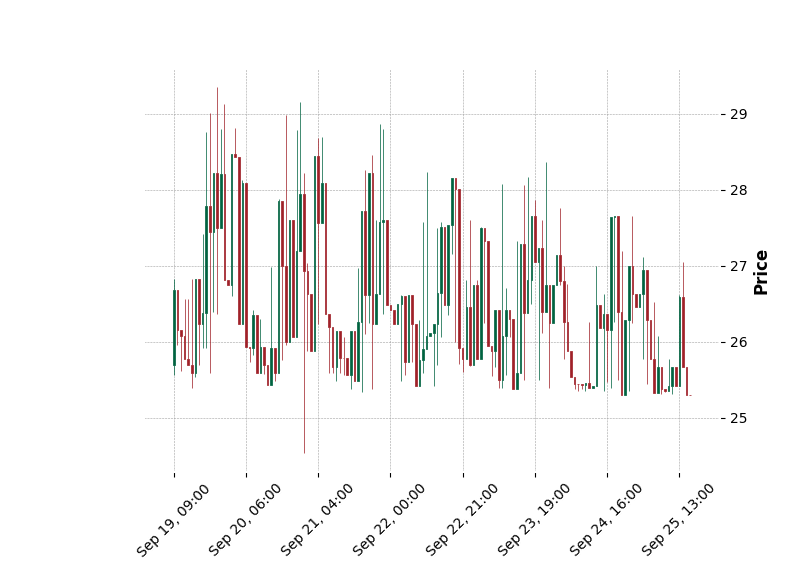 29
28
27
26
25
Price
Sep 19, 09:00
Sep 20, 06:00
Sep 21, 04:00
Sep 22, 00:00
Sep 22, 21:00
Sep 23, 19:00
Sep 24, 16:00
Sep 25, 13:00